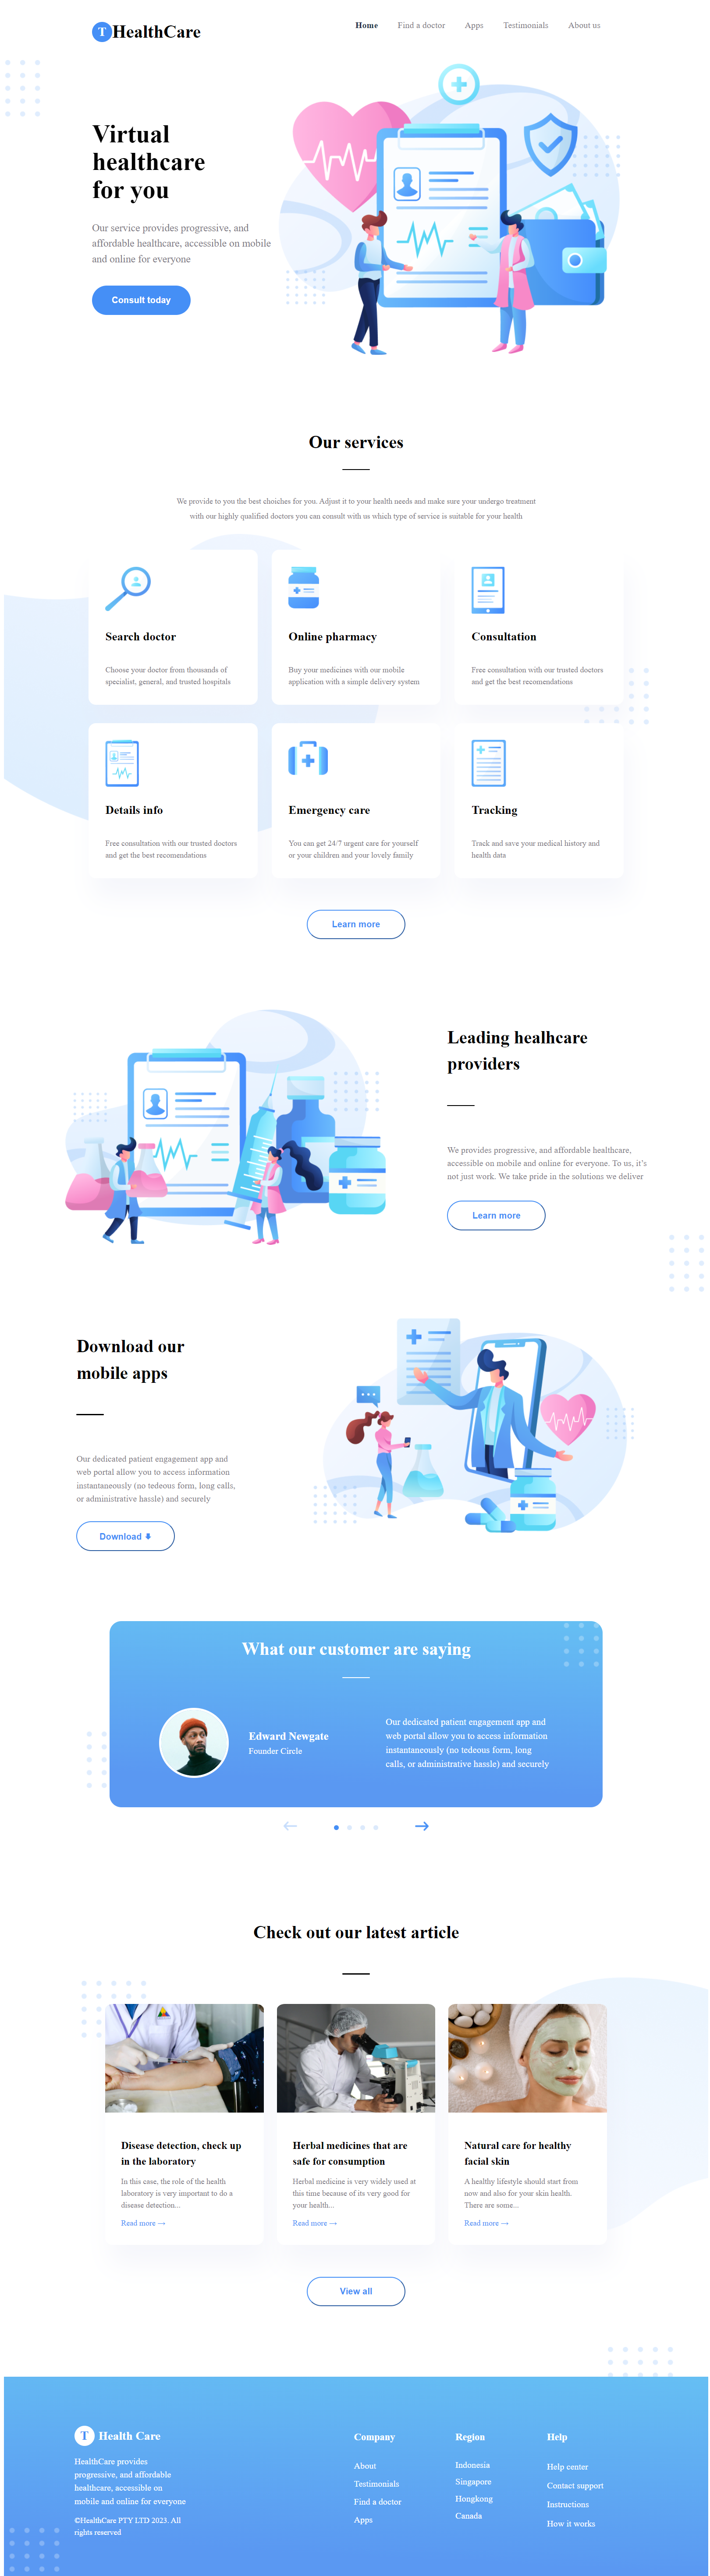 T HealthCare
Home Find a doctor Apps Testimonials About us
Virtual
healthcare
for you
Our service provides progressive, and
affordable healthcare, accessible on mobile
and online for everyone
Consult today
Our services
We provide to you the best choiches for you. Adjust it to your health needs and make sure your undergo treatment
with our highly qualified doctors you can consult with us which type of service is suitable for your health
Search doctor
Choose your doctor from thousands of
specialist, general, and trusted hospitals
Online pharmacy
Buy your medicines with our mobile
application with a simple delivery system
Consultation
Free consultation with our trusted doctors
and get the best recomendations
Details info
Free consultation with our trusted doctors
and get the best recomendations
Emergency care
You can get 24/7 urgent care for yourself
or your children and your lovely family
Tracking
Track and save your medical history and
health data
Learn more
Leading healhcare
providers
We provides progressive, and affordable healthcare,
accessible on mobile and online for everyone. To us, it's
not just work. We take pride in the solutions we deliver
Learn more
Download our
mobile apps
Our dedicated patient engagement app and
web portal allow you to access information
instantaneously (no tedeous form, long calls,
or administrative hassle) and securely
Download
What our customer are saying
Edward Newgate
Founder Circle
Our dedicated patient engagement app and
web portal allow you to access information
instantaneously (no tedeous form, long
calls, or administrative hassle) and securely
Check out our latest article
Disease detection, check up
in the laboratory
In this case, the role of the health
laboratory is very important to do a
disease detection...
Read more →
Herbal medicines that are
safe for consumption
Herbal medicine is very widely used at
this time because of its very good for
your health...
Read more →
Natural care for healthy
facial skin
A healthy lifestyle should start from
now and also for your skin health.
There are some...
Read more →
View all
T Health Care
HealthCare provides
progressive, and affordable
healthcare, accessible on
mobile and online for everyone
©HealthCare PTY LTD 2023. All
rights reserved
Company
About
Testimonials
Find a doctor
Apps
Region
Indonesia
Singapore
Hongkong
Canada
Help
Help center
Contact support
Instructions
How it works